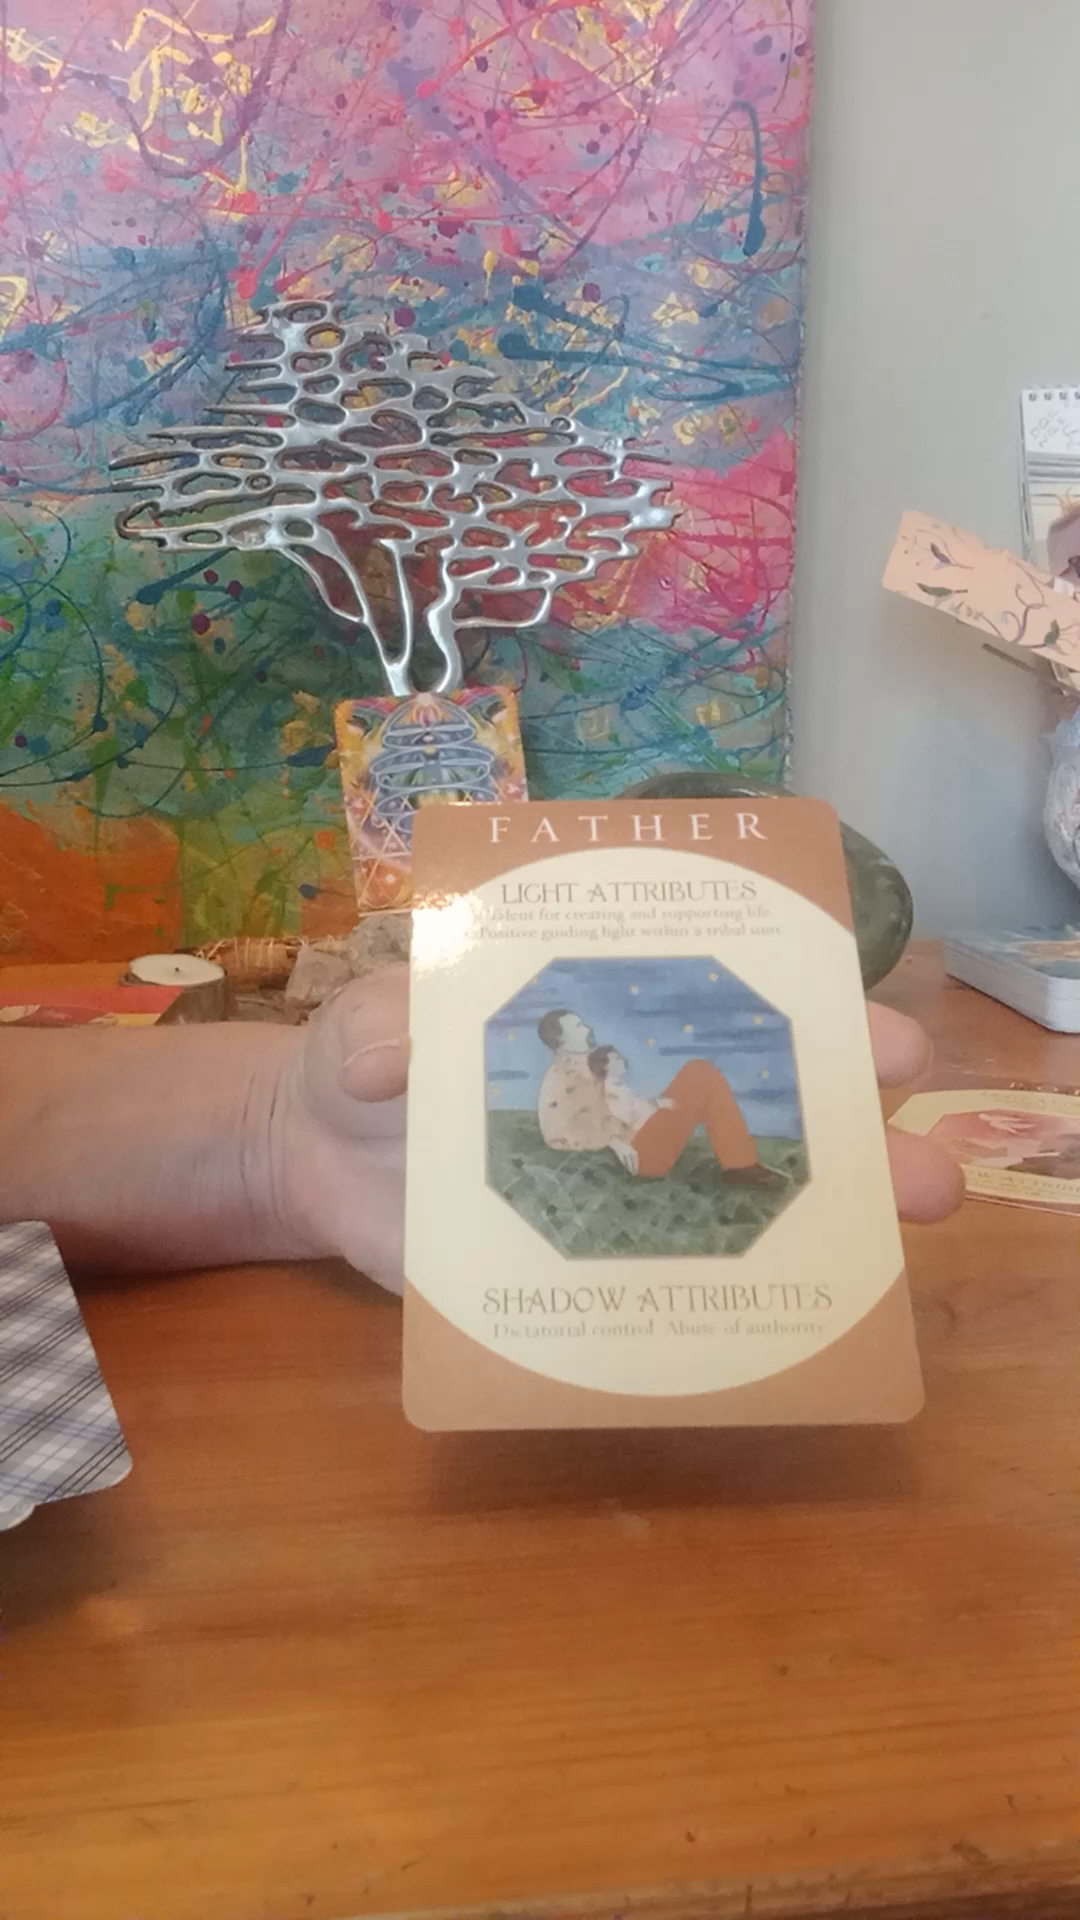 FATHER
LIGHT ATTRIBUTES
Talent for creating and supporting life.
Positive guiding light within a tribal unit.
SHADOW ATTRIBUTES
Dictatorial control. Abuse of authority.